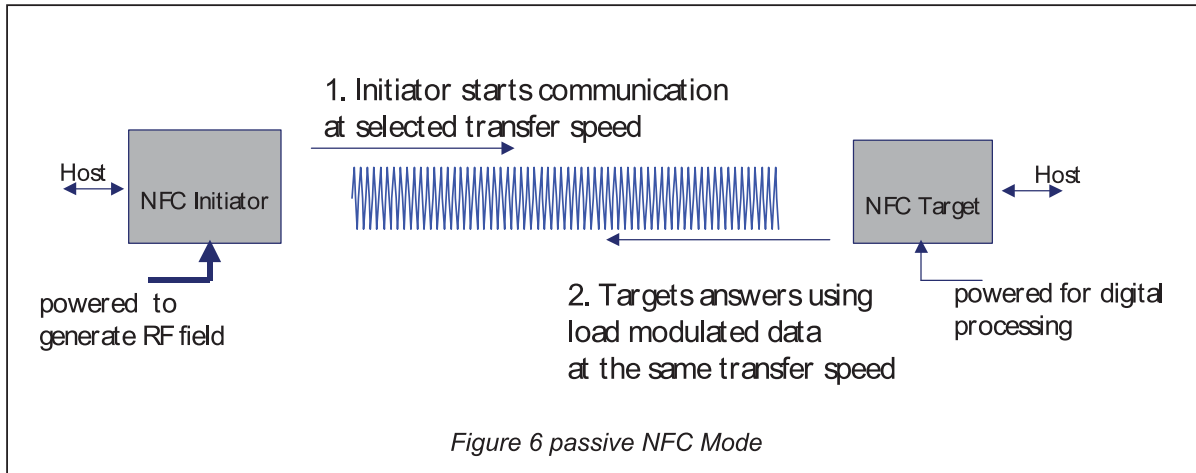 1. Initiator starts communication
at selected transfer speed
Host
NFC Initiator
Host
NFC Target
powered to
generate RF field
2. Targets answers using
load modulated data
at the same transfer speed
powered for digital
processing
Figure 6 passive NFC Mode